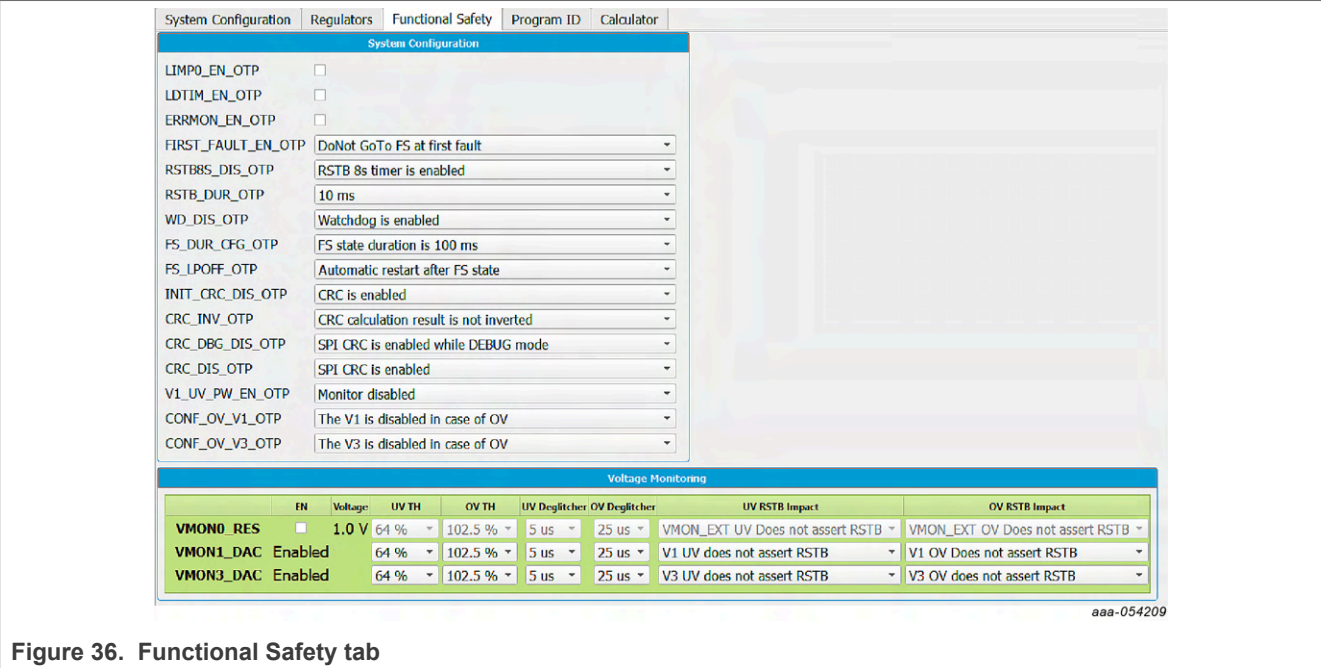 System Configuration Regulators Functional Safety Program ID Calculator
System Configuration
LIMP0_EN_OTP
LDTIM_EN_OTP
ERRMON_EN_OTP
FIRST_FAULT_EN_OTP DoNot GoTo FS at first fault
RSTB8S_DIS_OTP RSTB 8s timer is enabled
RSTB_DUR_OTP 10 ms
WD_DIS_OTP Watchdog is enabled
FS_DUR_CFG_OTP FS state duration is 100 ms
FS_LPOFF_OTP Automatic restart after FS state
INIT_CRC_DIS_OTP CRC is enabled
CRC_INV_OTP CRC calculation result is not inverted
CRC_DBG_DIS_OTP SPI CRC is enabled while DEBUG mode
CRC_DIS_OTP SPI CRC is enabled
V1_UV_PW_EN_OTP Monitor disabled
CONF_OV_V1_OTP The V1 is disabled in case of OV
CONF_OV_V3_OTP The V3 is disabled in case of OV
Voltage Monitoring
EN Voltage UV TH OV TH UV Deglitcher OV Deglitcher UV RSTB Impact OV RSTB Impact
VMON0_RES 1.0 V 64 % 102.5 % 5 us 25 us VMON_EXT UV Does not assert RSTB VMON_EXT OV Does not assert RSTB
VMON1_DAC Enabled 64 % 102.5 % 5 us 25 us V1 UV does not assert RSTB V1 OV Does not assert RSTB
VMON3_DAC Enabled 64 % 102.5 % 5 us 25 us V3 UV does not assert RSTB V3 OV does not assert RSTB
aaa-054209
Figure 36. Functional Safety tab